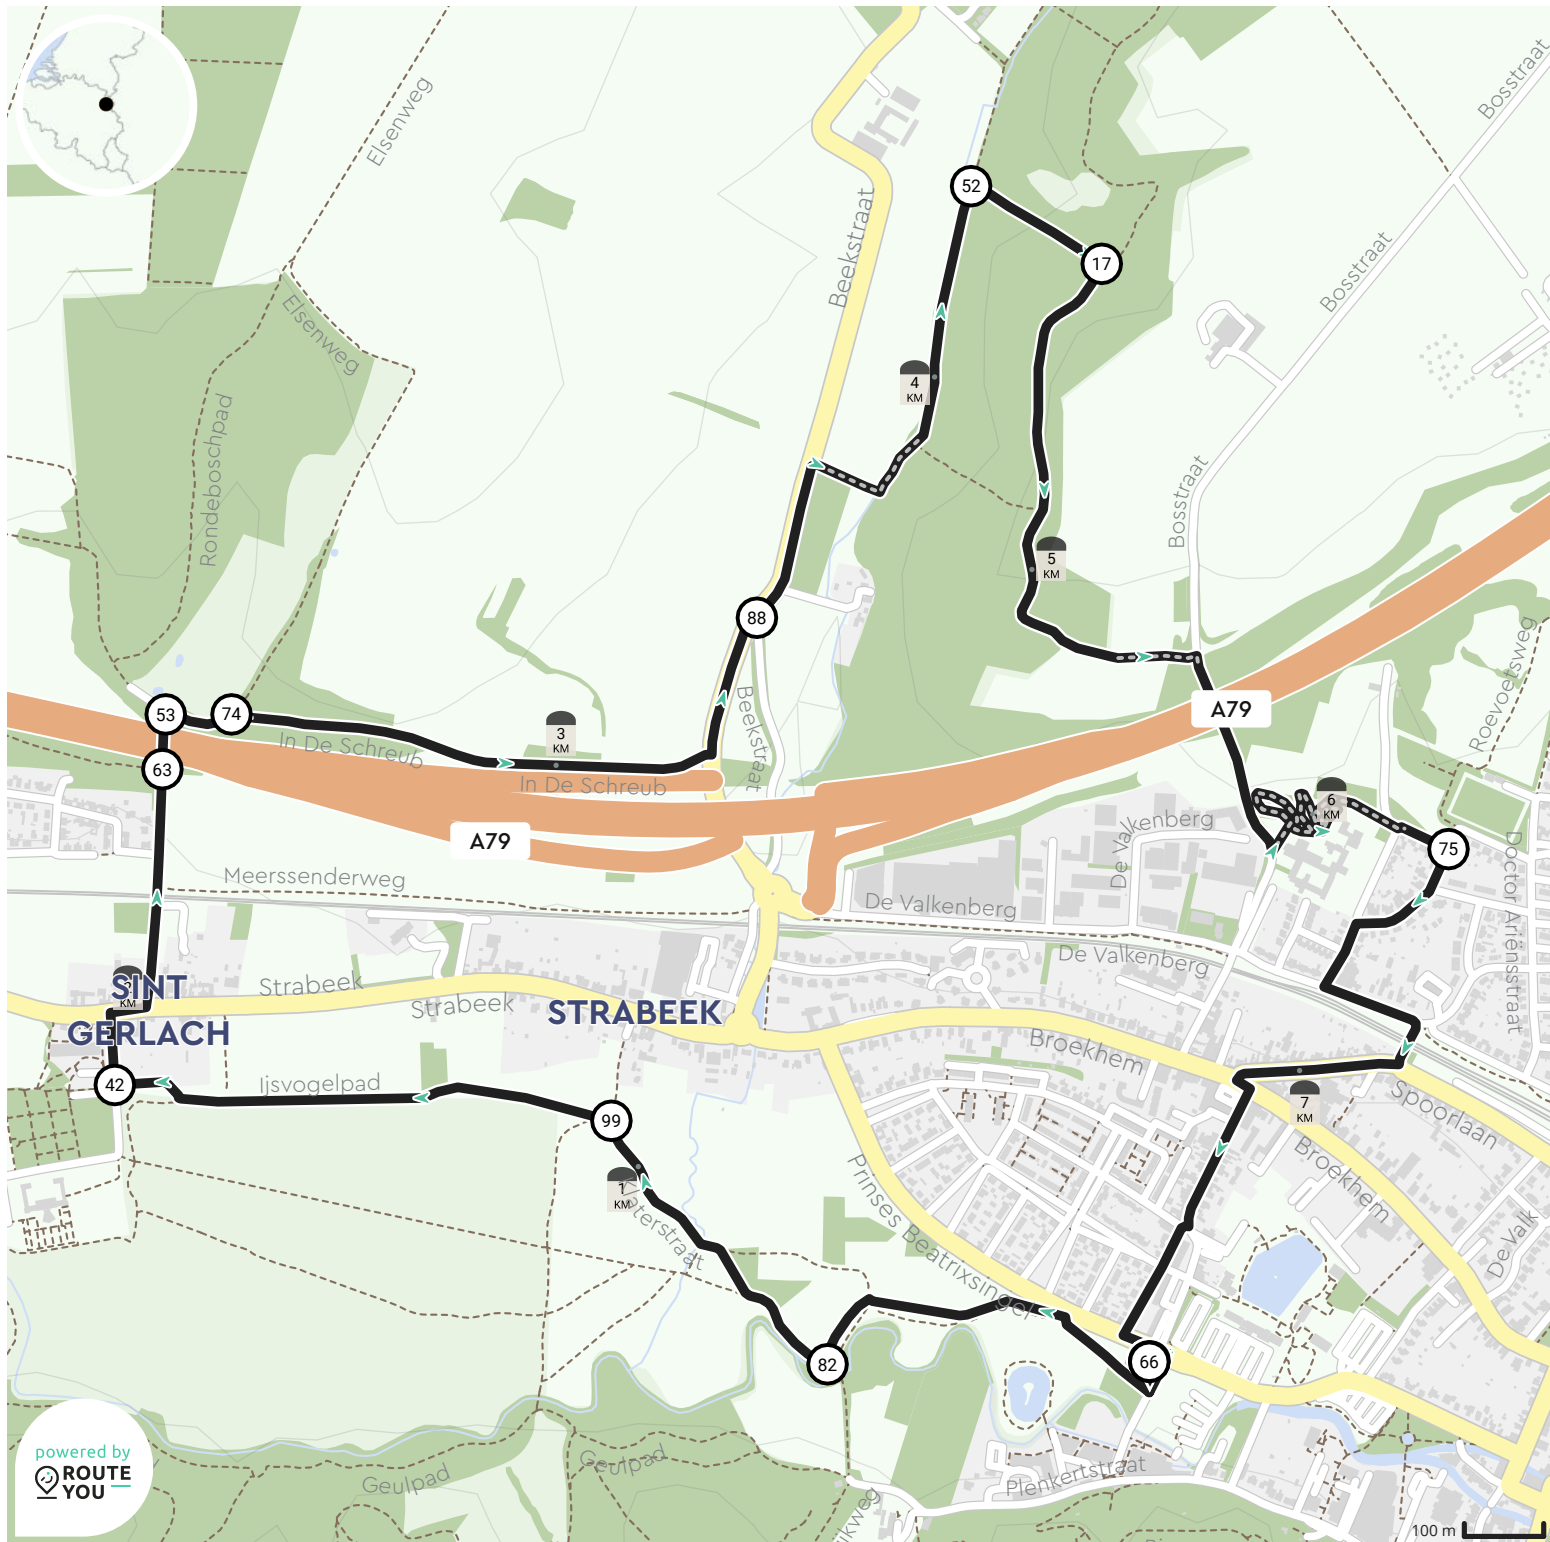 Elsenweg
Bosstraat
52
Beekstraat
17
Bosstraat
Elsenweg
4
KM
Rondeboschpad
Bosstraat
5
KM
88
Roevoetsweg
53
74
A79
In De Schreub
3
KM
Beekstraat
63
In De Schreub
6
KM
A79
De Valkenberg
75
Meerssenderweg
De Valkenberg
Doctor Ariënsstraat
De Valkenberg
SINT
KM
Strabeek
Strabeek
STRABEEK
GERLACH
Broekhem
42
Ijsvogelpad
99
7
KM
Spoorlaan
Broekhem
1
KM
Prinses Beatrixsingel
De Valk
82
66
powered by
ROUTE
YOU
Geulpad
Geulpad
Plenkertstraat
100 m